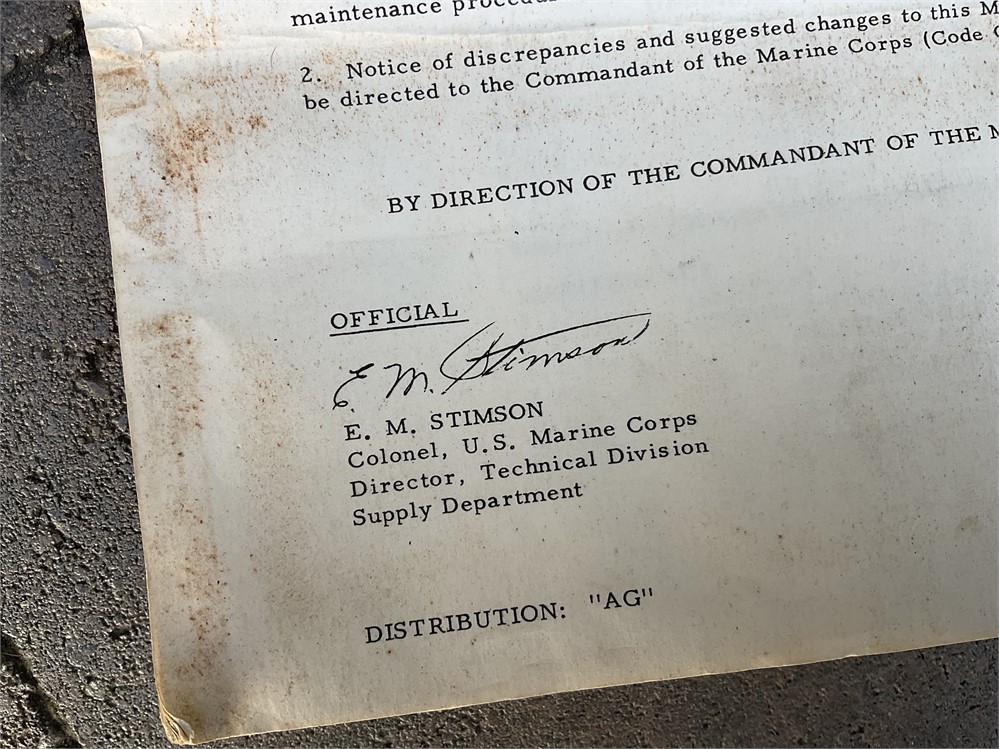 maintenance
2. Notice of discrepancies and suggested changes to this
be directed to the Commandant of the Marine Corps (Code
BY DIRECTION OF THE COMMANDANT OF THE
OFFICIAL
E. M. Stimson
E. M. STIMSON
Colonel, U.S. Marine Corps
Director, Technical Division
Supply Department
DISTRIBUTION: "AG"